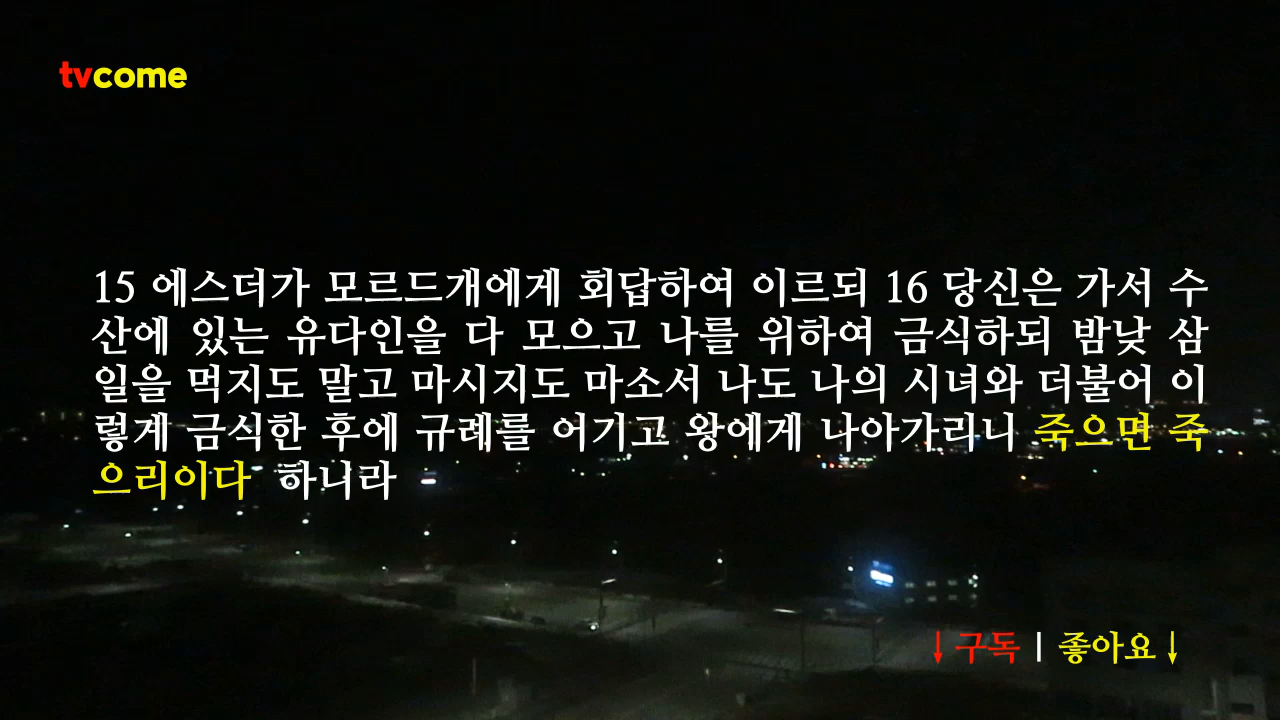 tvcome
15 에스더가 모르드개에게 회답하여 이르되 16 당신은 가서 수
산에 있는 유다인을 다 모으고 나를 위하여 금식하되 밤낮 삼
일을 먹지도 말고 마시지도 마소서 나도 나의 시녀와 더불어 이
렇게 금식한 후에 규례를 어기고 왕에게 나아가리니 죽으면 죽
으리이다 하니라
↓구독 | 좋아요↓